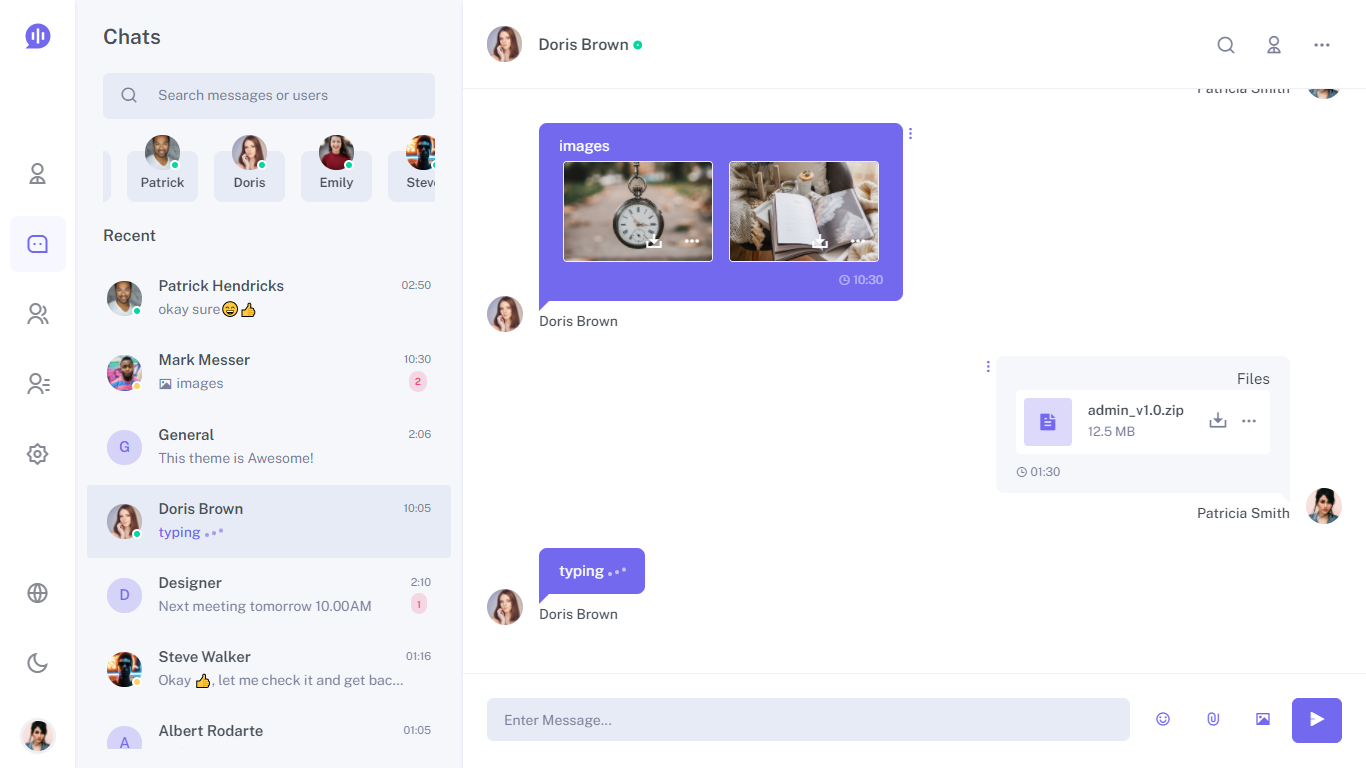 Chats
Search messages or users
Patrick
Doris
Emily
Steve
Recent
Patrick Hendricks
02:50
okay sure😄👍
Mark Messer
10:30
images
2
General
2:06
G
This theme is Awesome!
Doris Brown
10:05
typing
Designer
2:10
D
Next meeting tomorrow 10.00AM
1
Steve Walker
01:16
Okay 👍, let me check it and get bac...
Albert Rodarte
01:05
A
Doris Brown
Patricia Smith
images
10:30
Doris Brown
Files
admin_v1.0.zip
12.5 MB
01:30
Patricia Smith
typing
Doris Brown
Enter Message...